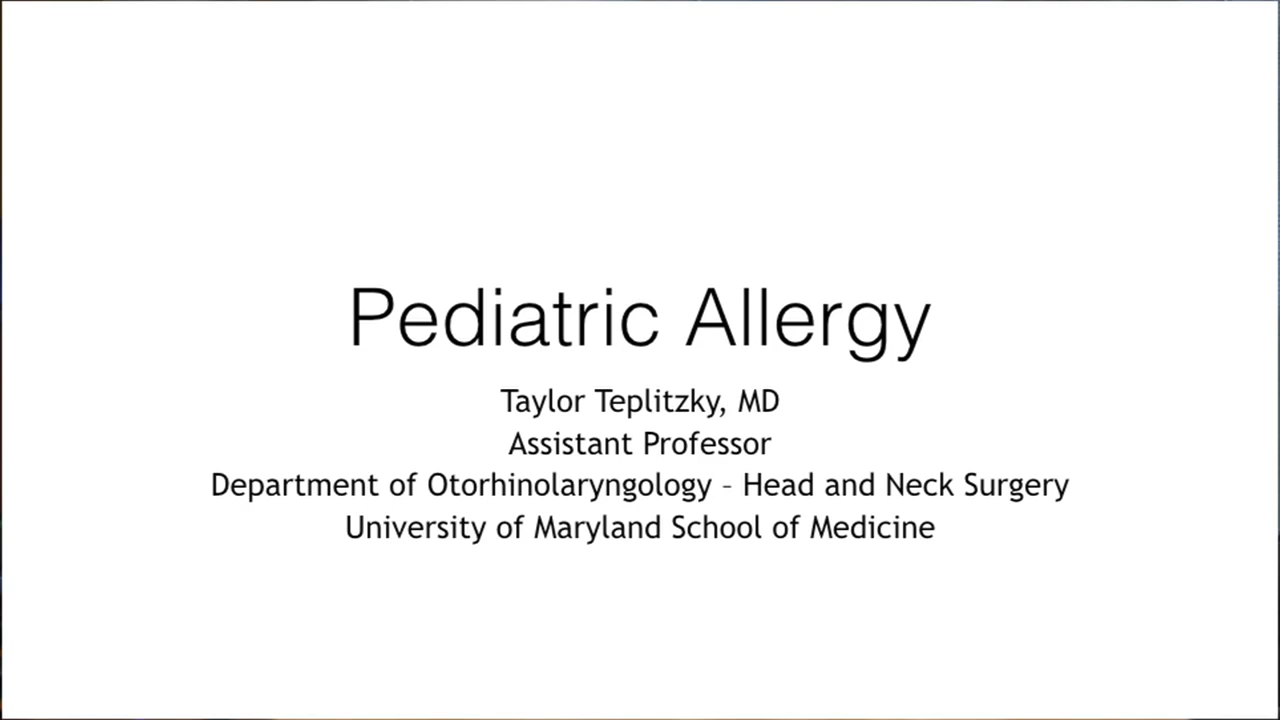 Pediatric Allergy
Taylor Teplitzky, MD
Assistant Professor
Department of Otorhinolaryngology – Head and Neck Surgery
University of Maryland School of Medicine